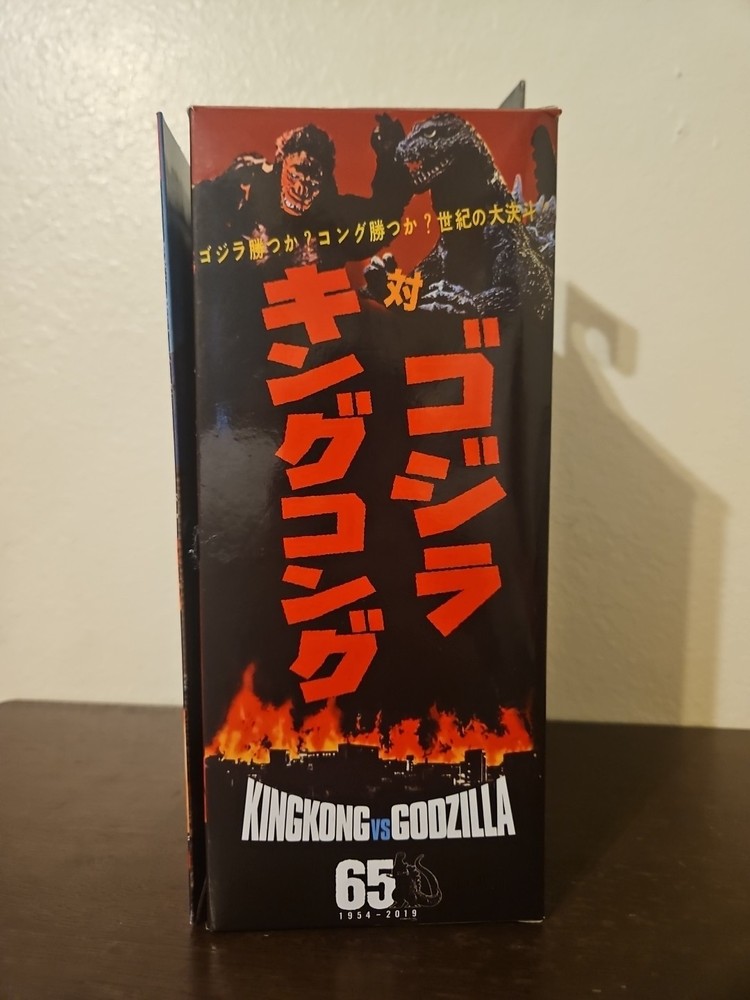 ゴジラ勝つか?コング勝つか?世紀の大決斗
キングコング
対
ゴジラ
KINGKONG VS GODZILLA
65
1954-2019